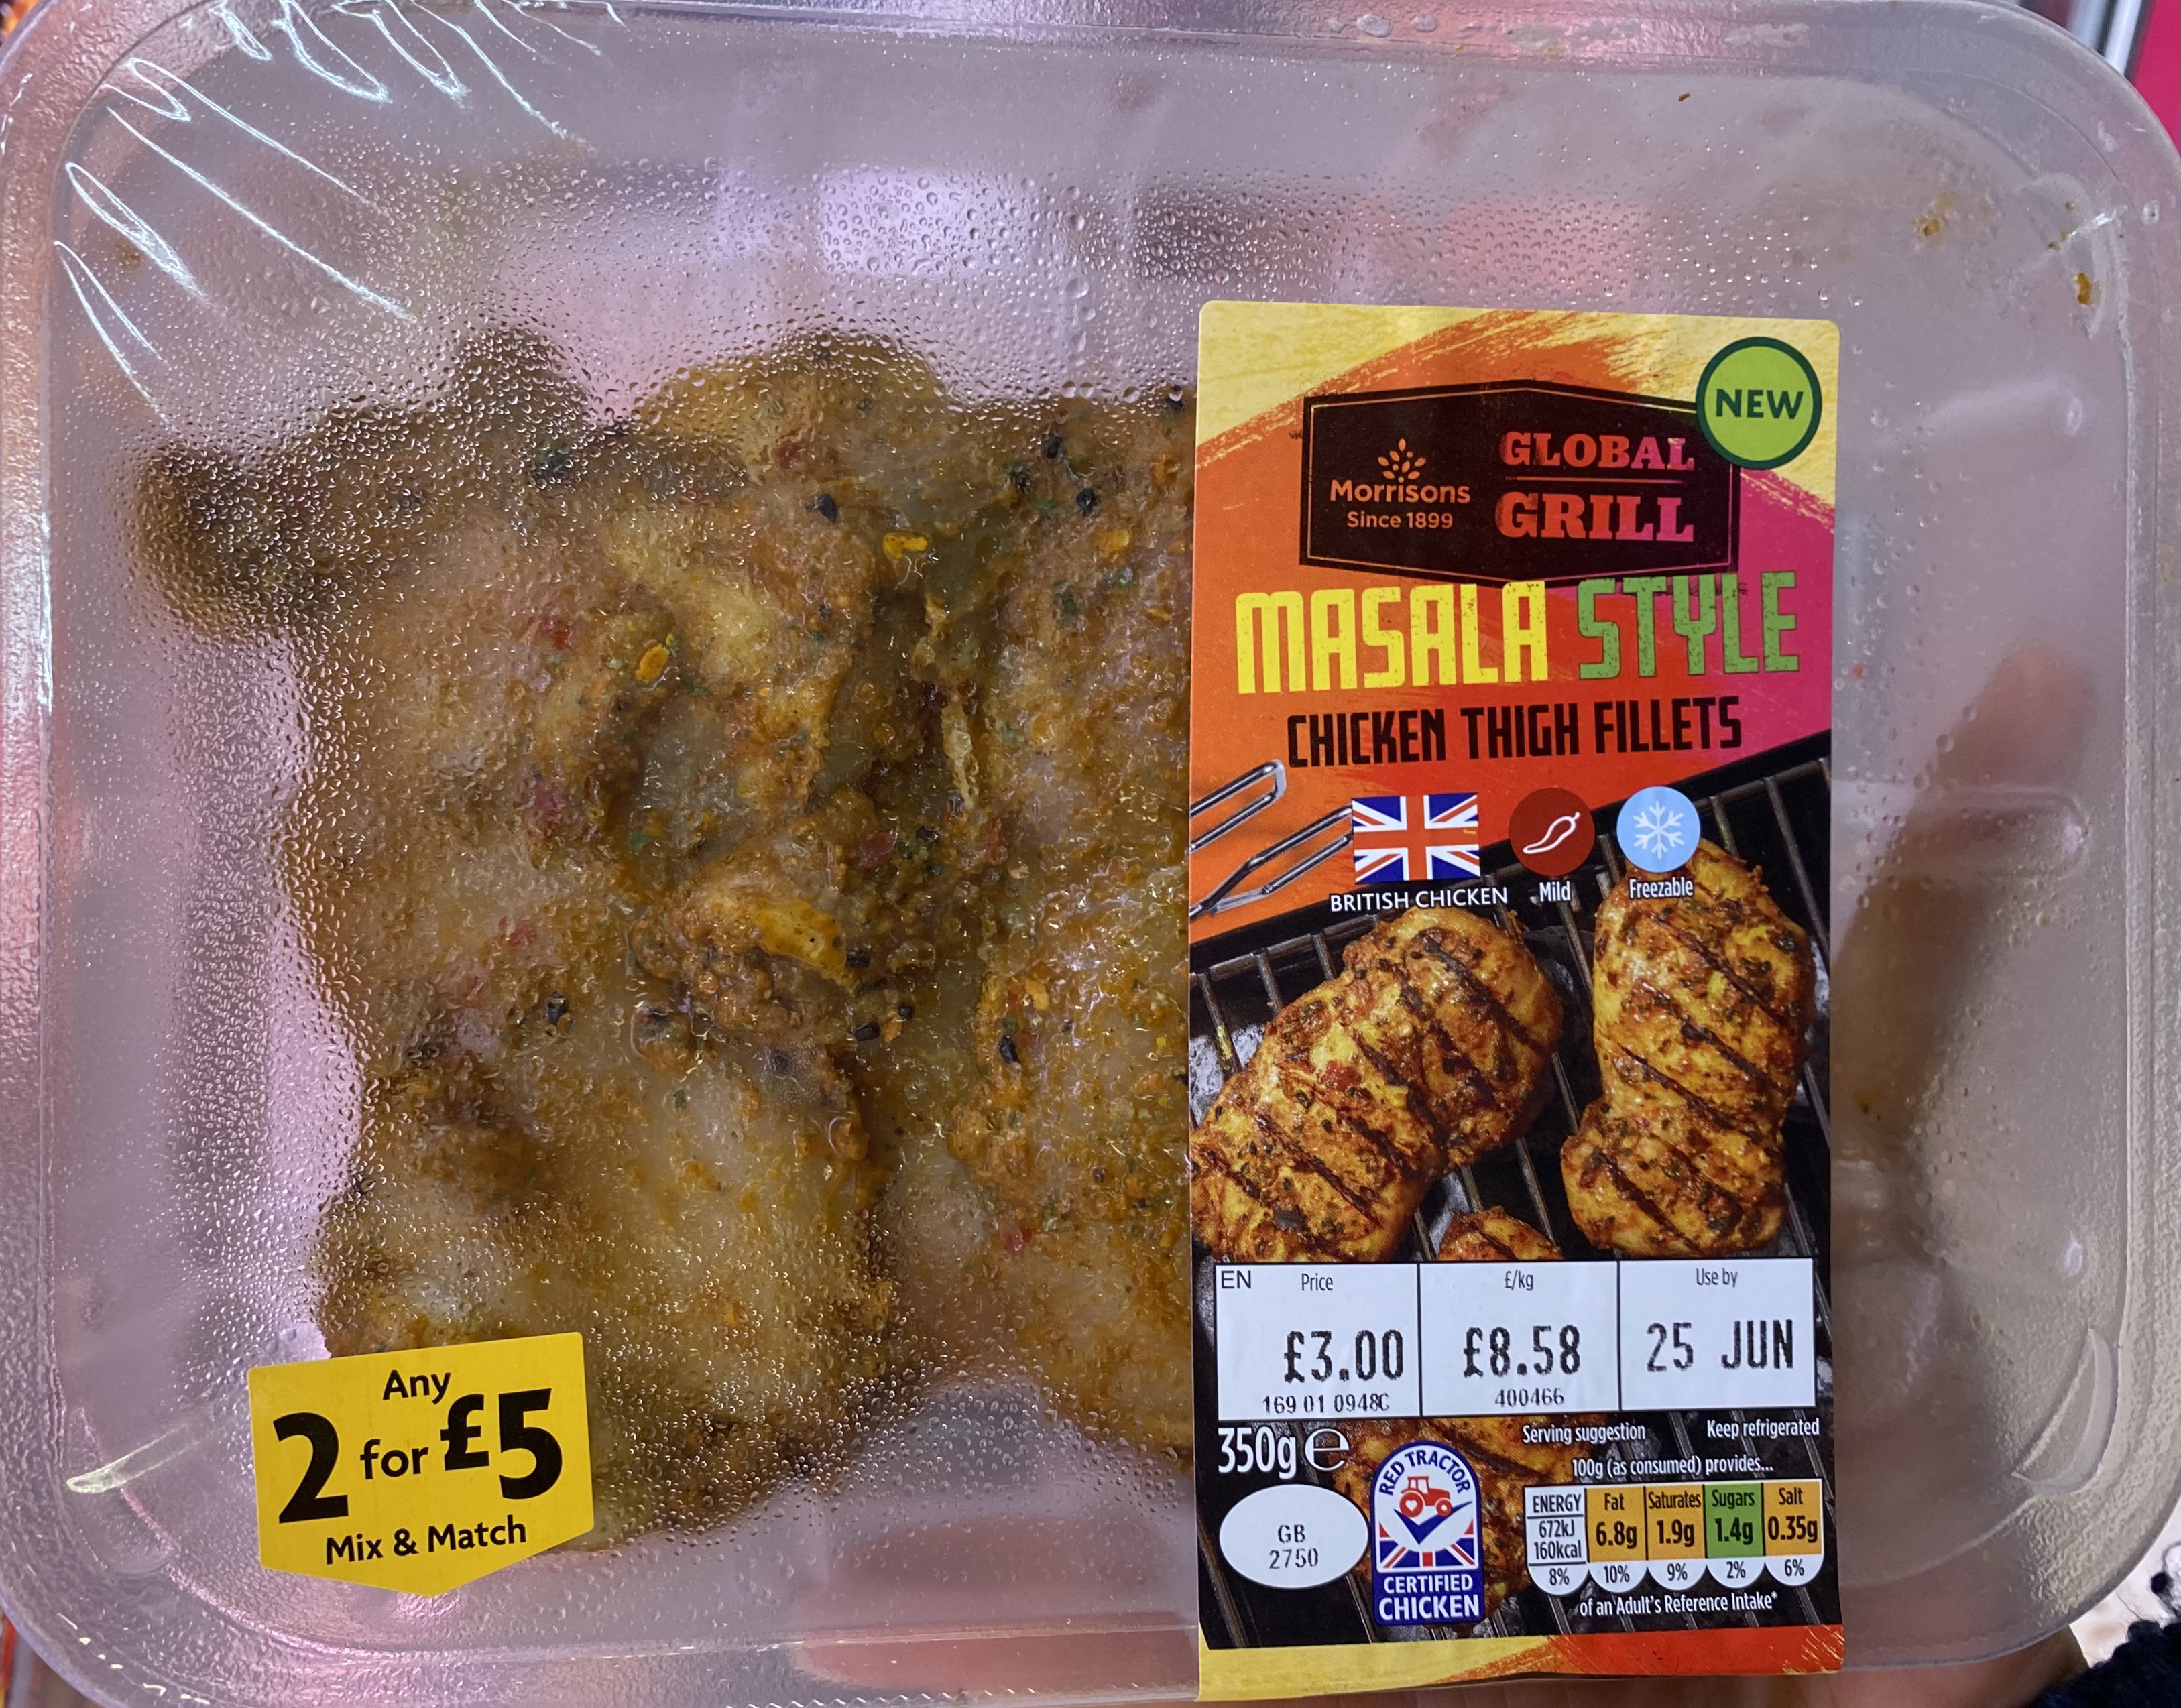 NEW
Morrisons
Since 1899
GLOBAL
GRILL
MASALA STYLE
CHICKEN THIGH FILLETS
BRITISH CHICKEN
Mild
Freezable
EN Price £/kg Use by
£3.00 £8.58 25 JUN
169 01 0948C 400466
350g e
Serving suggestion Keep refrigerated
100g (as consumed) provides...
RED TRACTOR
CERTIFIED
CHICKEN
GB
2750
ENERGY Fat Saturates Sugars Salt
672kJ
160kcal 6.8g 1.9g 1.4g 0.35g
8% 10% 9% 2% 6%
of an Adult's Reference Intake*
Any
2 for £5
Mix & Match